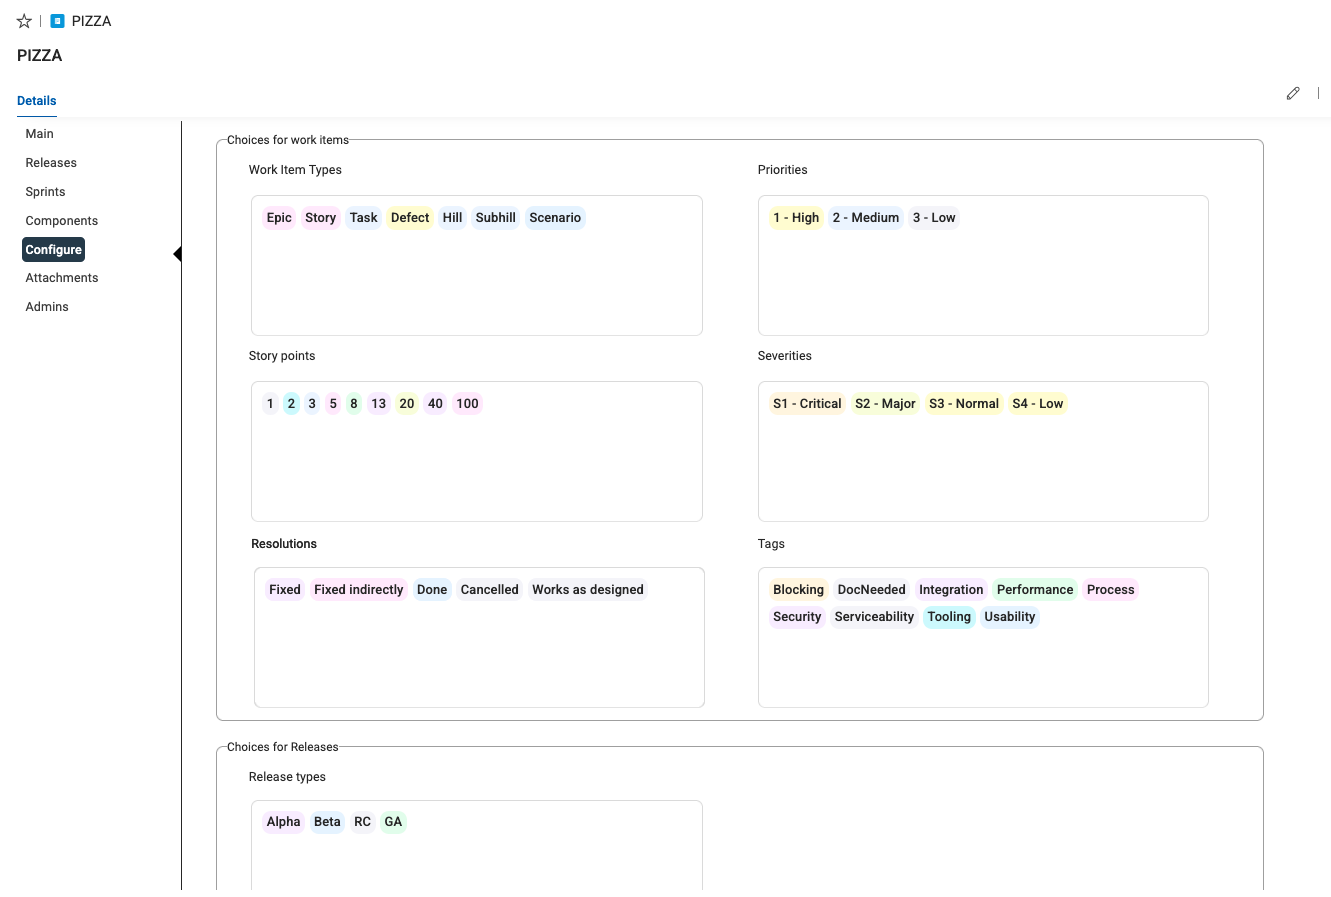 PIZZA
PIZZA
Details
Main
Releases
Sprints
Components
Configure
Attachments
Admins
Choices for work items
Work Item Types
Epic Story Task Defect Hill Subhill Scenario
Priorities
1 - High 2 - Medium 3 - Low
Story points
1 2 3 5 8 13 20 40 100
Severities
S1 - Critical S2 - Major S3 - Normal S4 - Low
Resolutions
Fixed Fixed indirectly Done Cancelled Works as designed
Tags
Blocking DocNeeded Integration Performance Process
Security Serviceability Tooling Usability
Choices for Releases
Release types
Alpha Beta RC GA